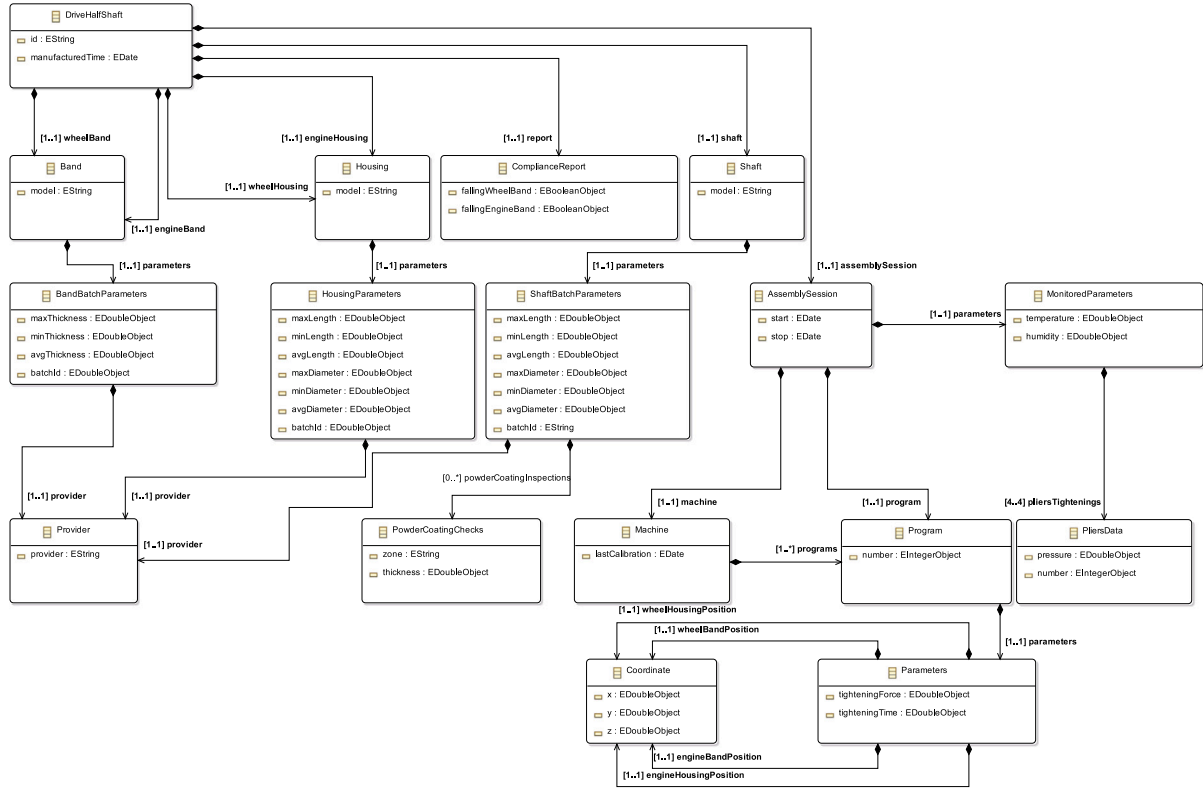 DriveHalfShaft
id : EString
manufacturedTime : EDate
[1..1] wheelBand
[1..1] engineHousing
[1..1] report
[1..1] shaft
Band
model : EString
Housing
model : EString
ComplianceReport
fallingWheelBand : EBooleanObject
fallingEngineBand : EBooleanObject
Shaft
model : EString
[1..1] wheelHousing
[1..1] engineBand
[1..1] parameters
[1..1] parameters
[1..1] parameters
[1..1] assemblySession
BandBatchParameters
maxThickness : EDoubleObject
minThickness : EDoubleObject
avgThickness : EDoubleObject
batchId : EDoubleObject
HousingParameters
maxLength : EDoubleObject
minLength : EDoubleObject
avgLength : EDoubleObject
maxDiameter : EDoubleObject
minDiameter : EDoubleObject
avgDiameter : EDoubleObject
batchId : EDoubleObject
ShaftBatchParameters
maxLength : EDoubleObject
minLength : EDoubleObject
avgLength : EDoubleObject
maxDiameter : EDoubleObject
minDiameter : EDoubleObject
avgDiameter : EDoubleObject
batchId : EString
AssemblySession
start : EDate
stop : EDate
[1..1] parameters
MonitoredParameters
temperature : EDoubleObject
humidity : EDoubleObject
[0..*] powderCoatingInspections
[1..1] provider
[1..1] provider
[1..1] machine
[1..1] program
[4..4] pliersTightenings
Provider
provider : EString
[1..1] provider
PowderCoatingChecks
zone : EString
thickness : EDoubleObject
Machine
lastCalibration : EDate
[1..*] programs
Program
number : EIntegerObject
PliersData
pressure : EDoubleObject
number : EIntegerObject
[1..1] wheelHousingPosition
[1..1] wheelBandPosition
[1..1] parameters
Coordinate
x : EDoubleObject
y : EDoubleObject
z : EDoubleObject
Parameters
tighteningForce : EDoubleObject
tighteningTime : EDoubleObject
[1..1] engineBandPosition
[1..1] engineHousingPosition